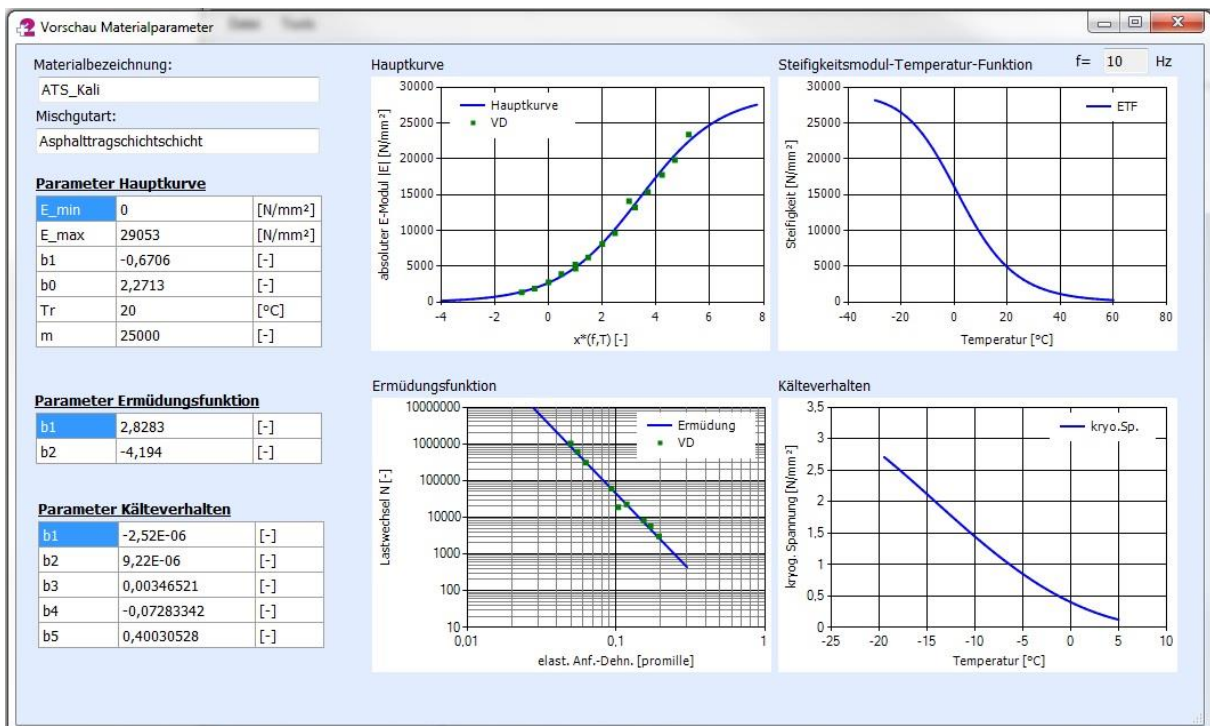 Vorschau Materialparameter
Datei Tools
Materialbezeichnung:
ATS_Kali
Mischgutart:
Asphalttragschichtschicht
Parameter Hauptkurve
E_min 0 [N/mm²]
E_max 29053 [N/mm²]
b1 -0,6706 [-]
b0 2,2713 [-]
Tr 20 [°C]
m 25000 [-]
Parameter Ermüdungsfunktion
b1 2,8283 [-]
b2 -4,194 [-]
Parameter Kälteverhalten
b1 -2,52E-06 [-]
b2 9,22E-06 [-]
b3 0,00346521 [-]
b4 -0,07283342 [-]
b5 0,40030528 [-]
Hauptkurve
absoluter E-Modul |E| [N/mm²]
30000
25000
20000
15000
10000
5000
0
Hauptkurve
VD
-4 -2 0 2 4 6 8
x*(f,T) [-]
Steifigkeitsmodul-Temperatur-Funktion f= 10 Hz
Steifigkeit [N/mm²]
30000
25000
20000
15000
10000
5000
0
ETF
-40 -20 0 20 40 60 80
Temperatur [°C]
Ermüdungsfunktion
Lastwechsel N [-]
10000000
1000000
100000
10000
1000
100
10
Ermüdung
VD
0,01 0,1 1
elast. Anf.-Dehn. [promille]
Kälteverhalten
kryog. Spannung [N/mm²]
3,5
3
2,5
2
1,5
1
0,5
0
kryo.Sp.
-25 -20 -15 -10 -5 0 5 10
Temperatur [°C]